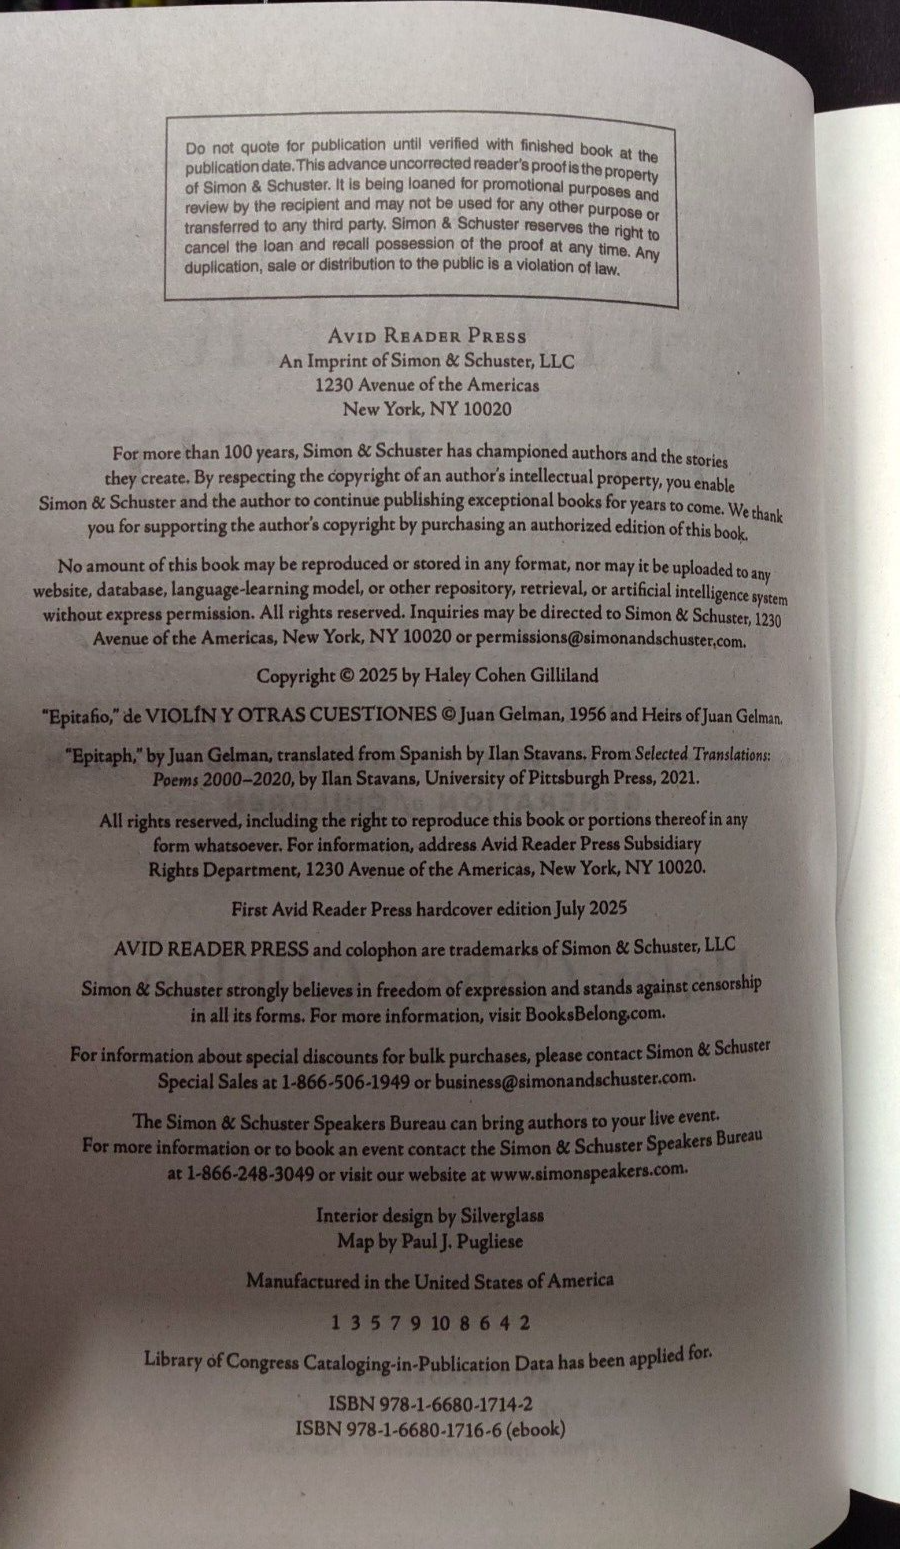 Do not quote for publication until verified with finished book at the
publication date. This advance uncorrected reader's proof is the property
of Simon & Schuster. It is being loaned for promotional purposes and
review by the recipient and may not be used for any other purpose or
transferred to any third party. Simon & Schuster reserves the right to
cancel the loan and recall possession of the proof at any time. Any
duplication, sale or distribution to the public is a violation of law.
AVID READER PRESS
An Imprint of Simon & Schuster, LLC
1230 Avenue of the Americas
New York, NY 10020
For more than 100 years, Simon & Schuster has championed authors and the stories
they create. By respecting the copyright of an author's intellectual property, you enable
Simon & Schuster and the author to continue publishing exceptional books for years to come. We thank
you for supporting the author's copyright by purchasing an authorized edition of this book.
No amount of this book may be reproduced or stored in any format, nor may it be uploaded to any
website, database, language-learning model, or other repository, retrieval, or artificial intelligence system
without express permission. All rights reserved. Inquiries may be directed to Simon & Schuster, 1230
Avenue of the Americas, New York, NY 10020 or permissions@simonandschuster.com.
Copyright © 2025 by Haley Cohen Gilliland
"Epitafio," de VIOLÍN Y OTRAS CUESTIONES © Juan Gelman, 1956 and Heirs of Juan Gelman.
"Epitaph," by Juan Gelman, translated from Spanish by Ilan Stavans. From Selected Translations:
Poems 2000–2020, by Ilan Stavans, University of Pittsburgh Press, 2021.
All rights reserved, including the right to reproduce this book or portions thereof in any
form whatsoever. For information, address Avid Reader Press Subsidiary
Rights Department, 1230 Avenue of the Americas, New York, NY 10020.
First Avid Reader Press hardcover edition July 2025
AVID READER PRESS and colophon are trademarks of Simon & Schuster, LLC
Simon & Schuster strongly believes in freedom of expression and stands against censorship
in all its forms. For more information, visit BooksBelong.com.
For information about special discounts for bulk purchases, please contact Simon & Schuster
Special Sales at 1-866-506-1949 or business@simonandschuster.com.
The Simon & Schuster Speakers Bureau can bring authors to your live event.
For more information or to book an event contact the Simon & Schuster Speakers Bureau
at 1-866-248-3049 or visit our website at www.simonspeakers.com.
Interior design by Silverglass
Map by Paul J. Pugliese
Manufactured in the United States of America
1 3 5 7 9 10 8 6 4 2
Library of Congress Cataloging-in-Publication Data has been applied for.
ISBN 978-1-6680-1714-2
ISBN 978-1-6680-1716-6 (ebook)